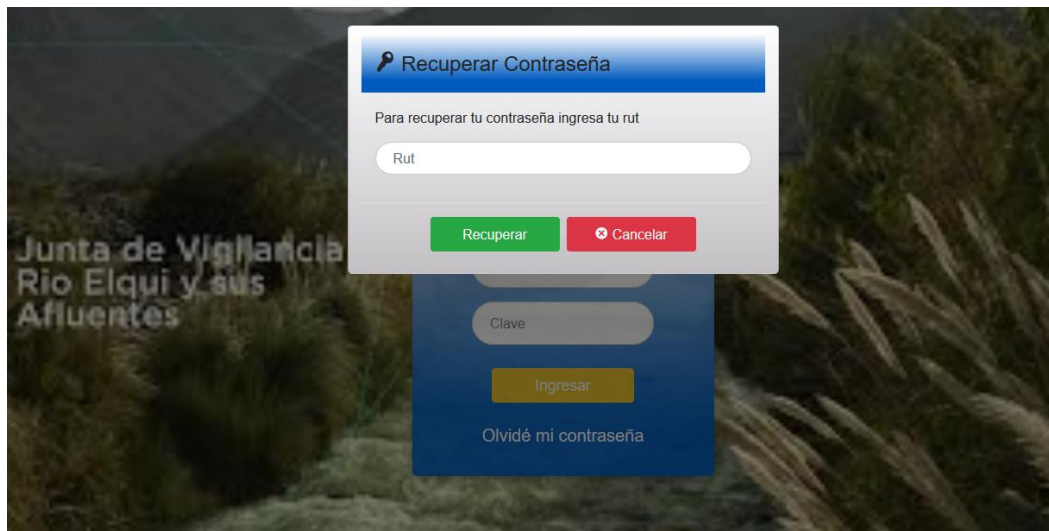 Recuperar Contraseña
Para recuperar tu contraseña ingresa tu rut
Rut
Recuperar
Cancelar
Junta de Vigilancia
Rio Elqui y sus
Afluentes
Clave
Ingresar
Olvidé mi contraseña